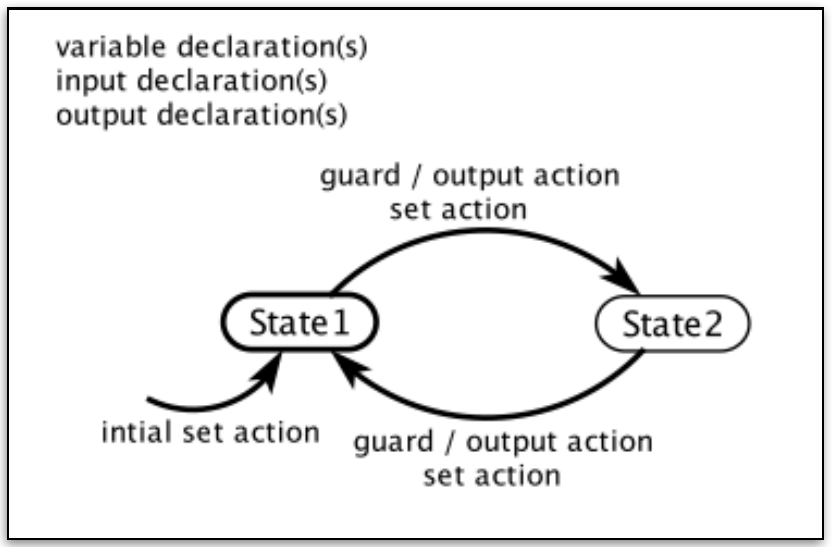 variable declaration(s)
input declaration(s)
output declaration(s)
guard / output action
set action
State1
State2
intial set action
guard / output action
set action